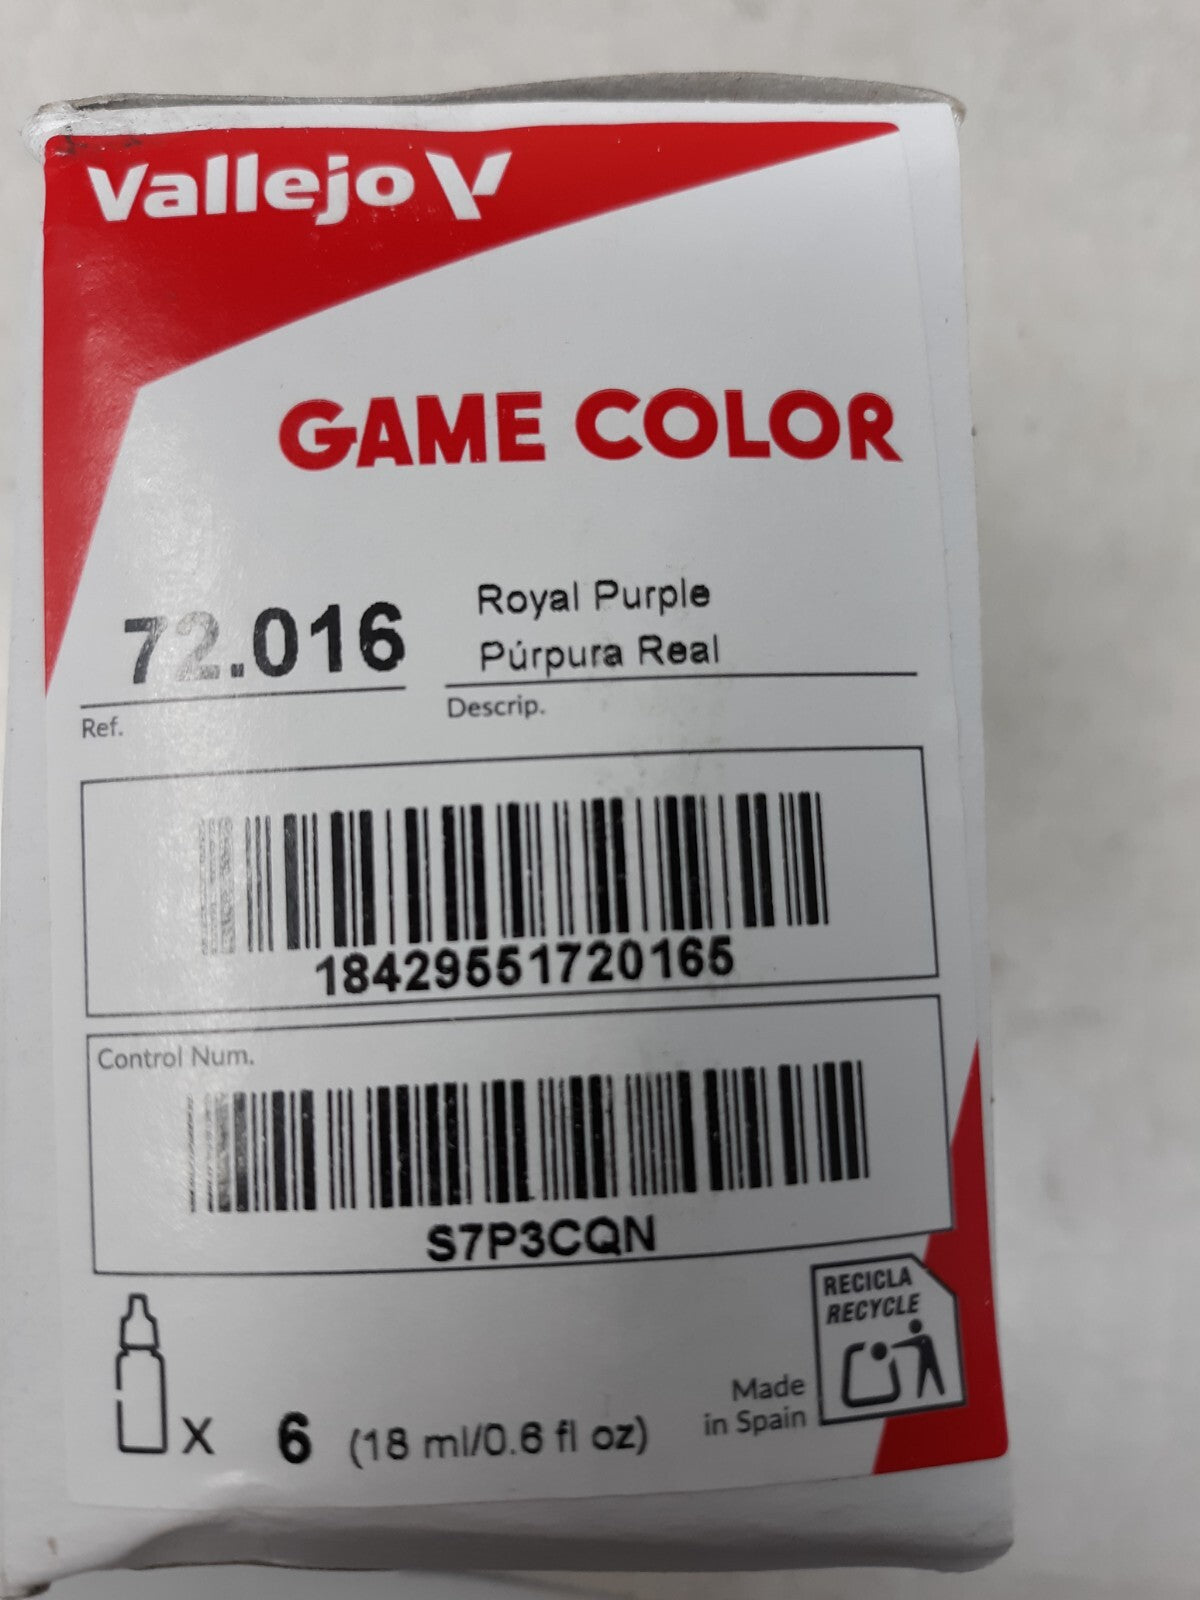 Vallejo
GAME COLOR
72.016
Royal Purple
Púrpura Real
Ref.
Descrip.
18429551720165
Control Num.
S7P3CQN
RECICLA
RECYCLE
Made
in Spain
x 6 (18 ml/0.6 fl oz)